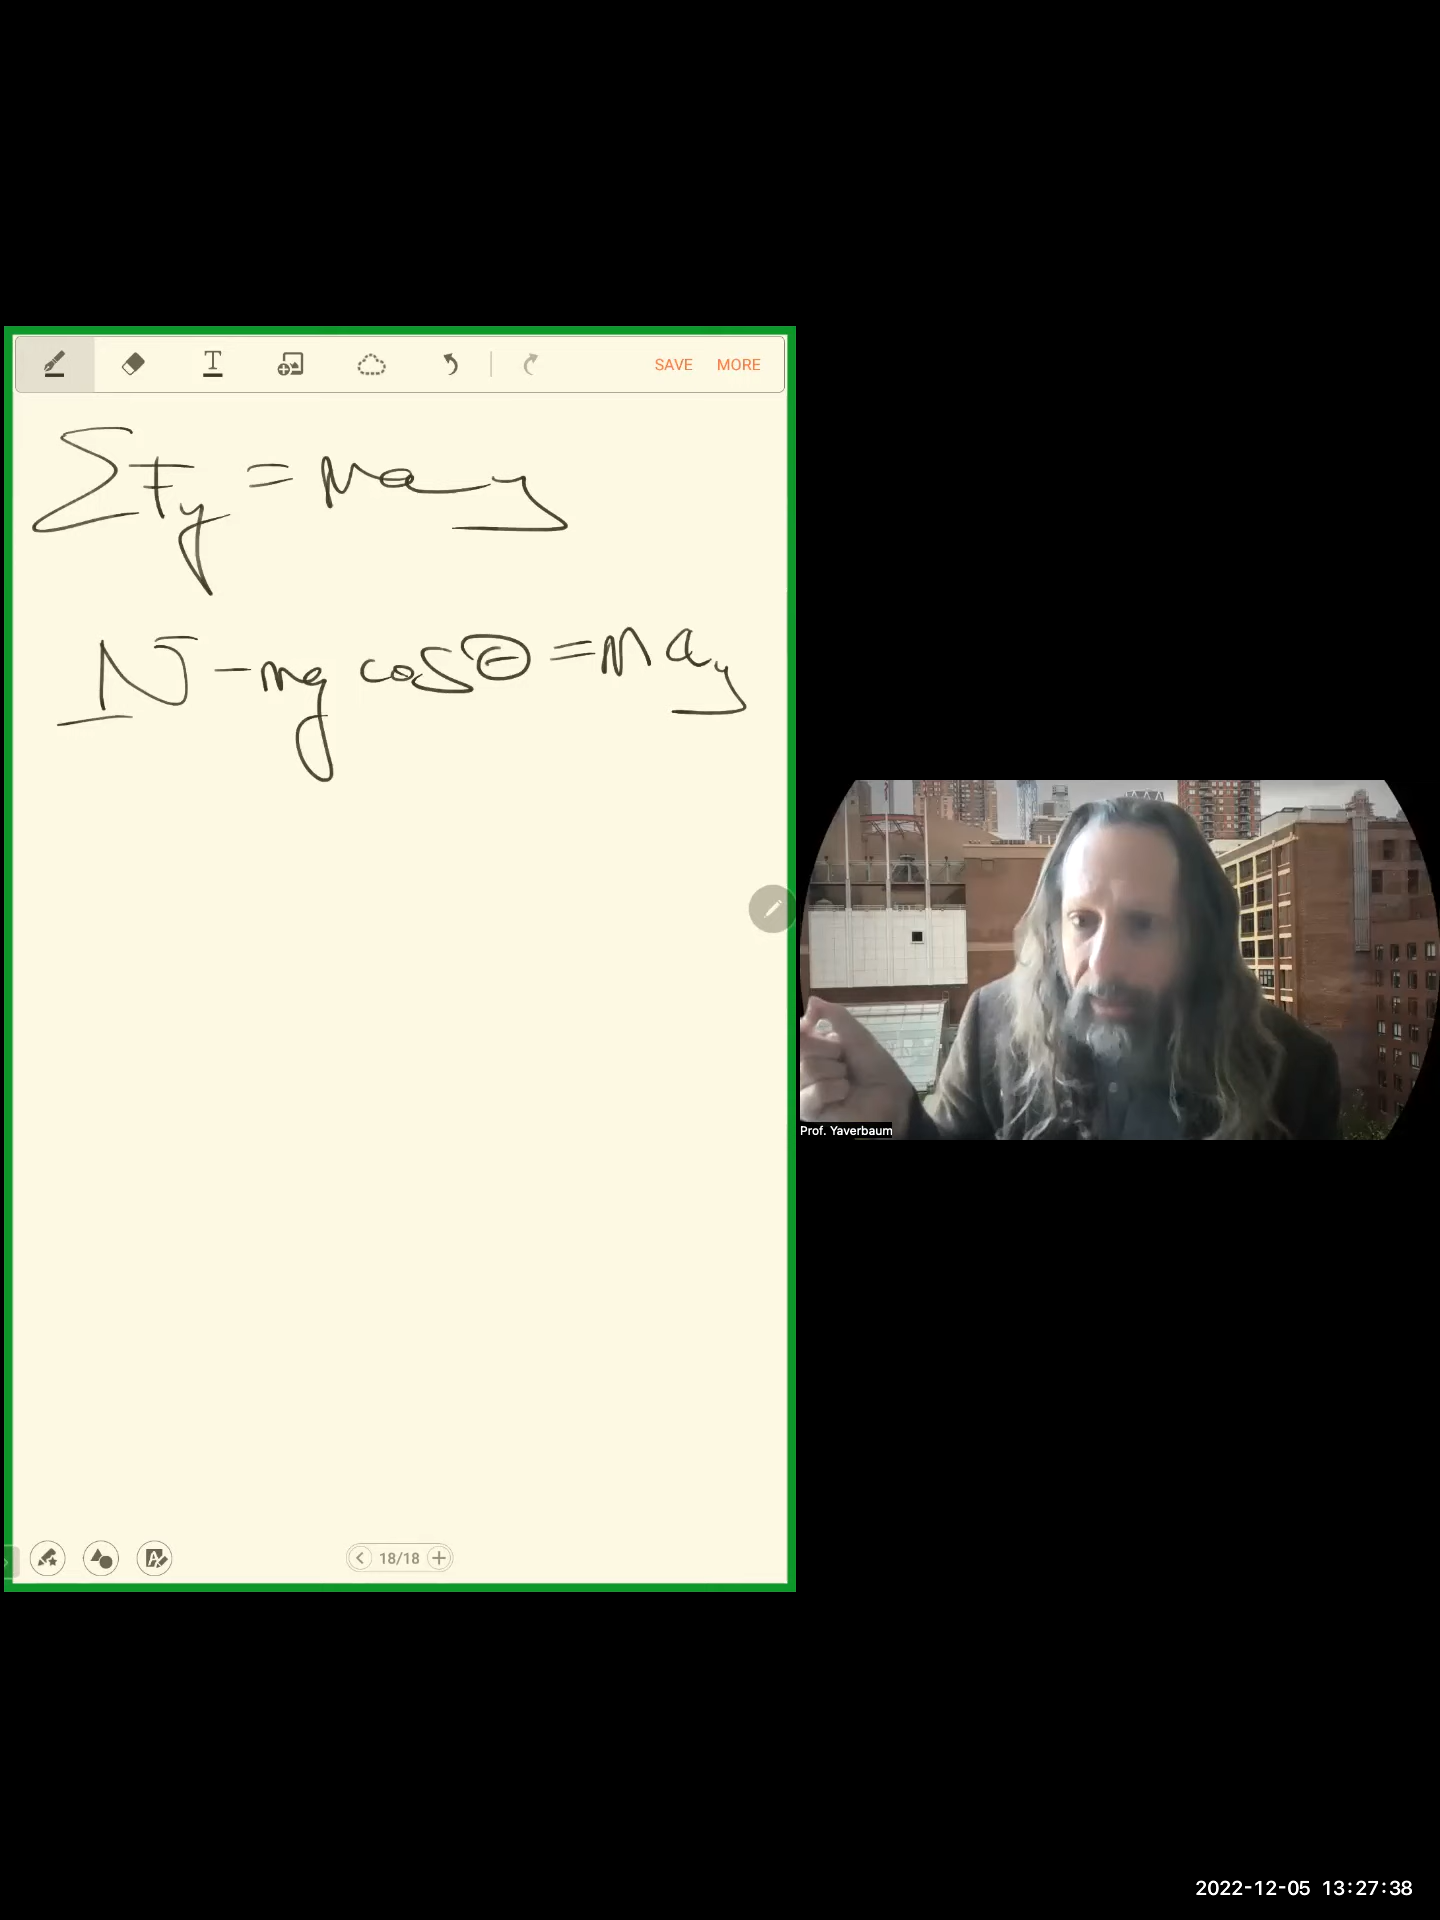 T SAVE MORE
ΣFy = may
N - mg cosθ = may
Prof. Yaverbaum
A
18/18
2022-12-05 13:27:38